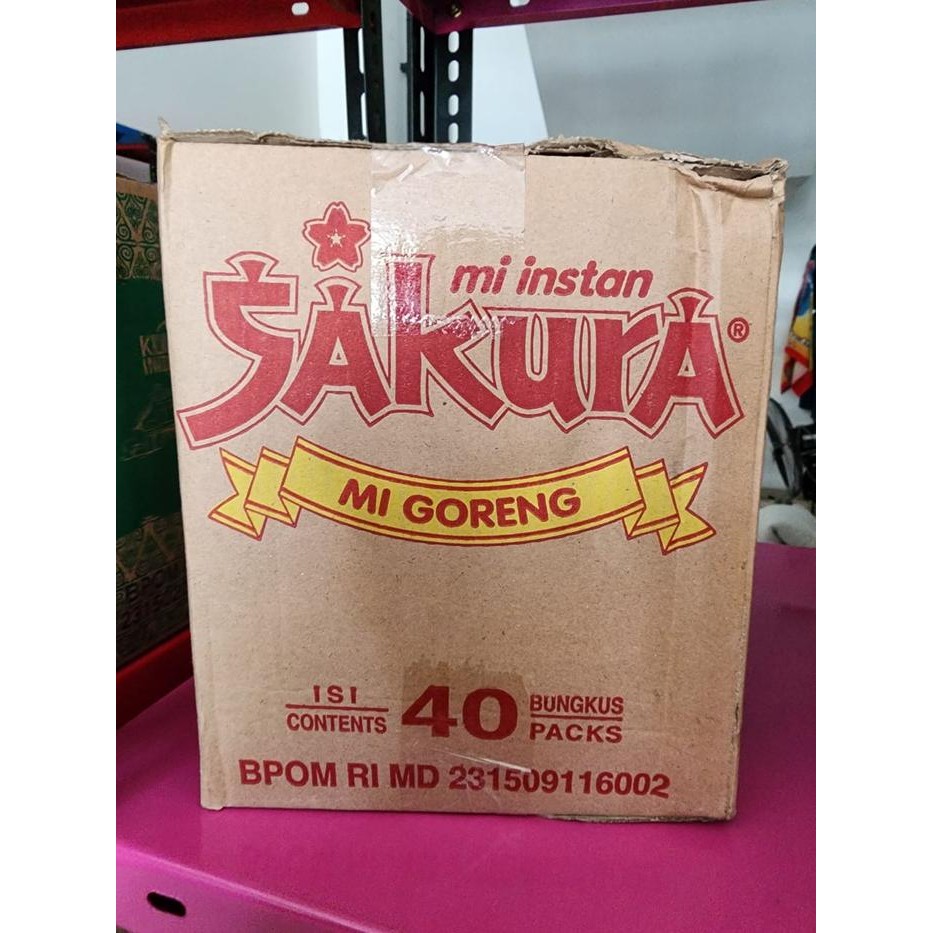 mi instan
SAKURA®
MI GORENG
ISI 40 BUNGKUS
CONTENTS PACKS
BPOM RI MD 231509116002